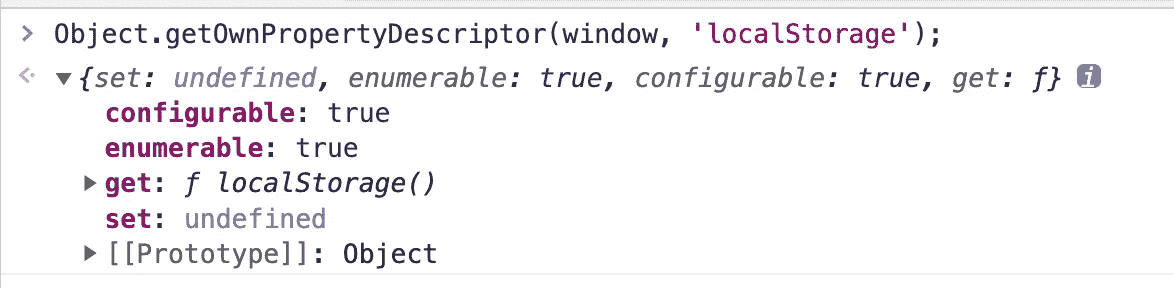 > Object.getOwnPropertyDescriptor(window, 'localStorage');
{set: undefined, enumerable: true, configurable: true, get: ƒ} i
configurable: true
enumerable: true
get: ƒ localStorage()
set: undefined
[[Prototype]]: Object